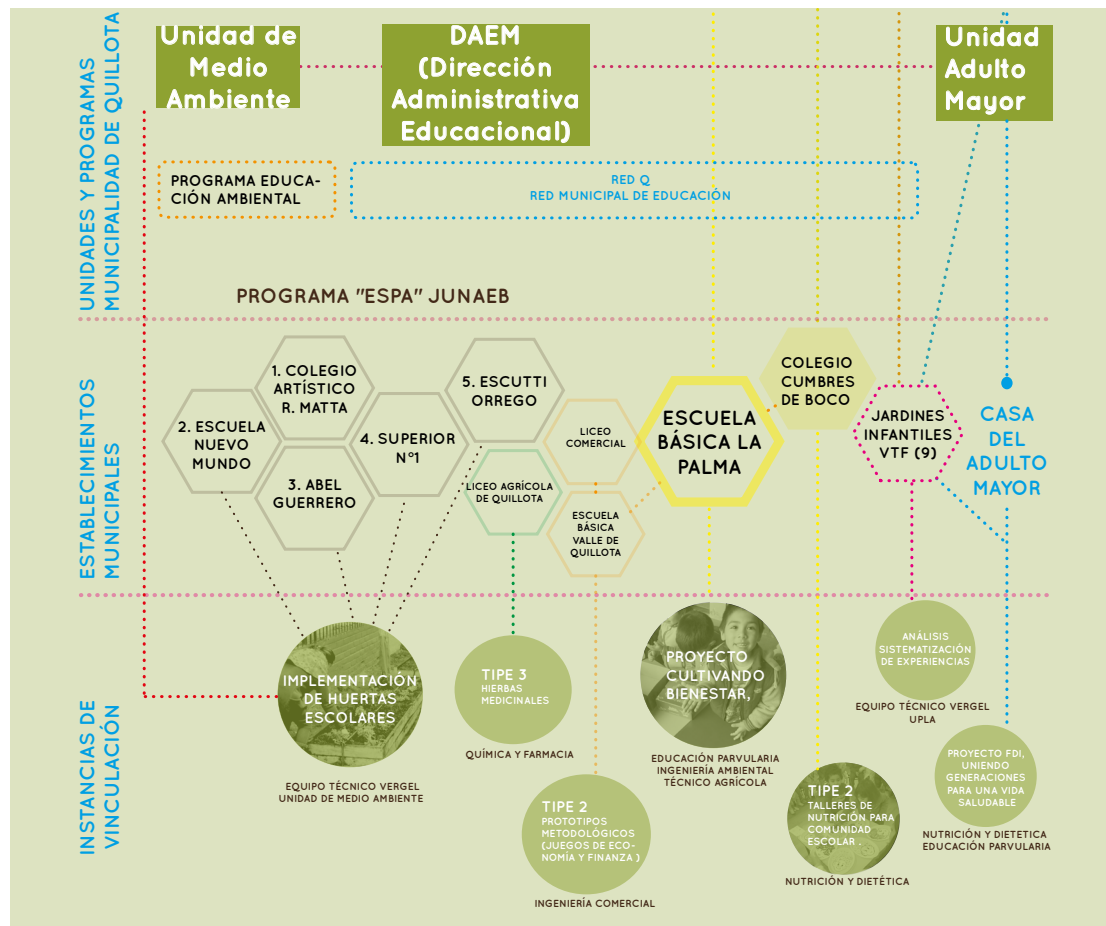 UNIDADES Y PROGRAMAS
MUNICIPALIDAD DE QUILLOTA
Unidad de
Medio
Ambiente
DAEM
(Dirección
Administrativa
Educacional)
Unidad
Adulto
Mayor
PROGRAMA EDUCA-
CIÓN AMBIENTAL
RED Q
RED MUNICIPAL DE EDUCACIÓN
PROGRAMA "ESPA" JUNAEB
ESTABLECIMIENTOS
MUNICIPALES
1. COLEGIO
ARTÍSTICO
R. MATTA
2. ESCUELA
NUEVO
MUNDO
3. ABEL
GUERRERO
4. SUPERIOR
N°1
5. ESCUTTI
ORREGO
LICEO AGRÍCOLA
DE QUILLOTA
LICEO
COMERCIAL
ESCUELA
BÁSICA
VALLE DE
QUILLOTA
ESCUELA
BÁSICA LA
PALMA
COLEGIO
CUMBRES
DE BOCO
JARDINES
INFANTILES
VTF (9)
CASA
DEL
ADULTO
MAYOR
INSTANCIAS DE
VINCULACIÓN
IMPLEMENTACIÓN
DE HUERTAS
ESCOLARES
EQUIPO TÉCNICO VERGEL
UNIDAD DE MEDIO AMBIENTE
TIPE 3
HIERBAS
MEDICINALES
QUÍMICA Y FARMACIA
TIPE 2
PROTOTIPOS
METODOLÓGICOS
(JUEGOS DE ECO-
NOMÍA Y FINANZA )
INGENIERÍA COMERCIAL
PROYECTO
CULTIVANDO
BIENESTAR,
EDUCACIÓN PARVULARIA
INGENIERÍA AMBIENTAL
TÉCNICO AGRÍCOLA
TIPE 2
TALLERES DE
NUTRICIÓN PARA
COMUNIDAD
ESCOLAR .
NUTRICIÓN Y DIETÉTICA
ANÁLISIS
SISTEMATIZACIÓN
DE EXPERIENCIAS
EQUIPO TÉCNICO VERGEL
UPLA
PROYECTO FDI,
UNIENDO
GENERACIONES
PARA UNA VIDA
SALUDABLE
NUTRICIÓN Y DIETETICA
EDUCACIÓN PARVULARIA